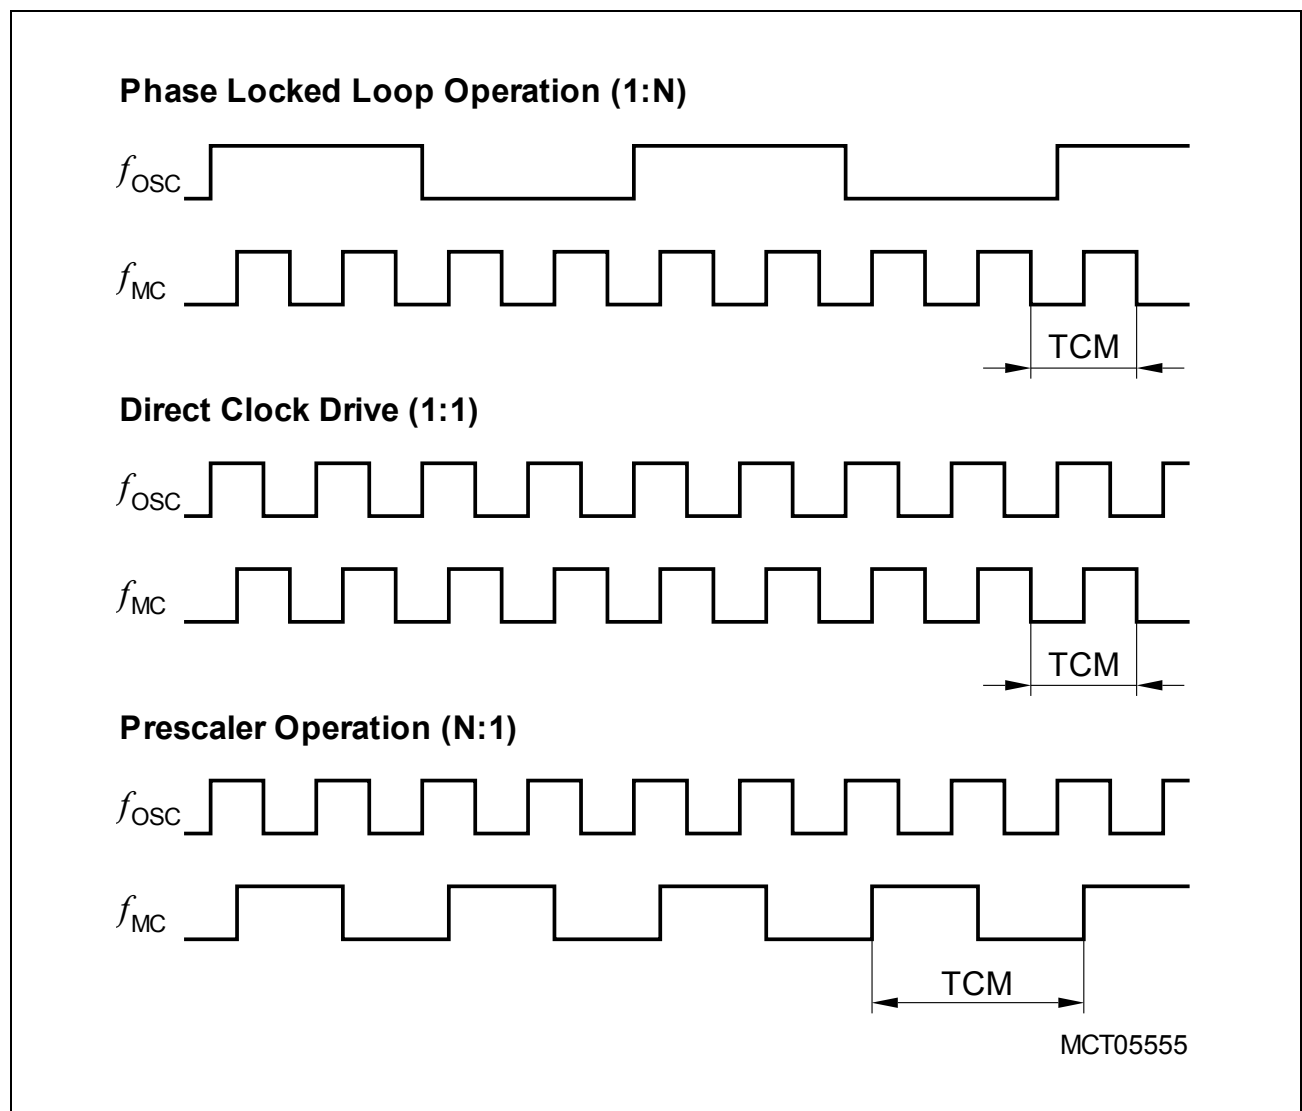 Phase Locked Loop Operation (1:N)
fOSC
fMC
TCM
Direct Clock Drive (1:1)
fOSC
fMC
TCM
Prescaler Operation (N:1)
fOSC
fMC
TCM
MCT05555